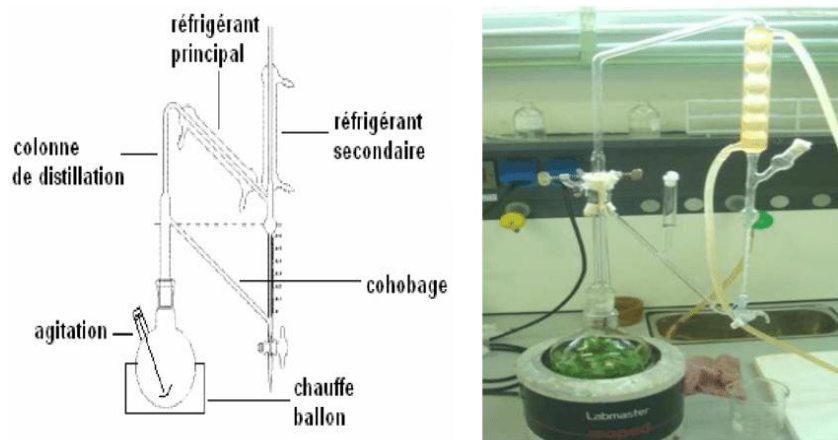 réfrigérant
principal
colonne
de distillation
réfrigérant
secondaire
cohobage
agitation
chauffe
ballon
Labmaster